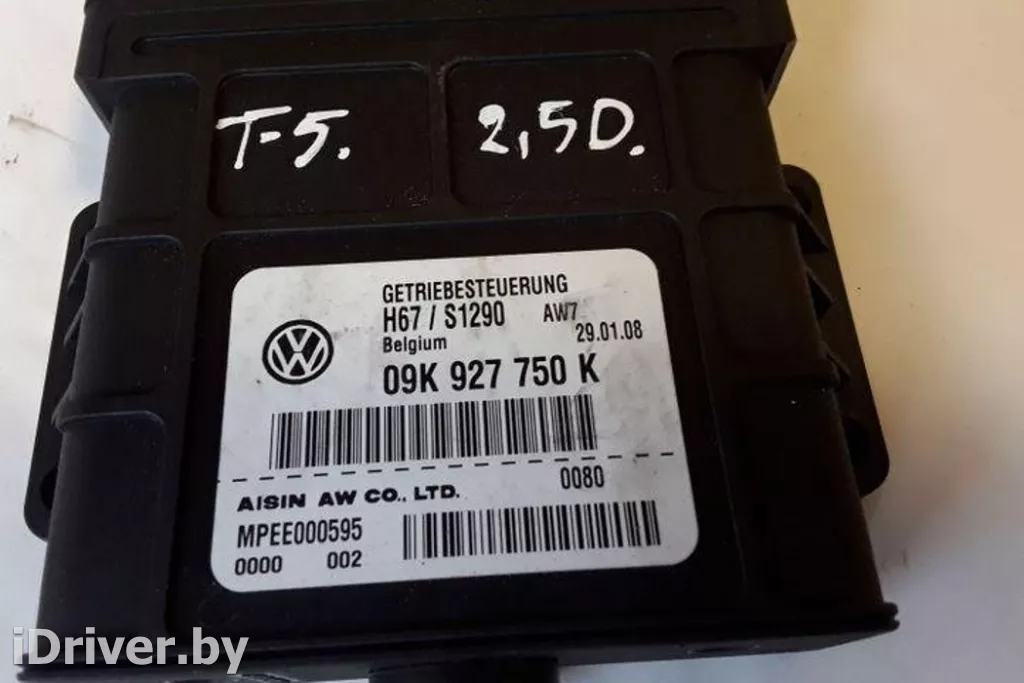 T-5. 2,5D.
GETRIEBESTEUERUNG
H67 / S1290 AW7
Belgium 29.01.08
09K 927 750 K
0080
AISIN AW CO., LTD.
MPEE000595
0000 002
iDriver.by